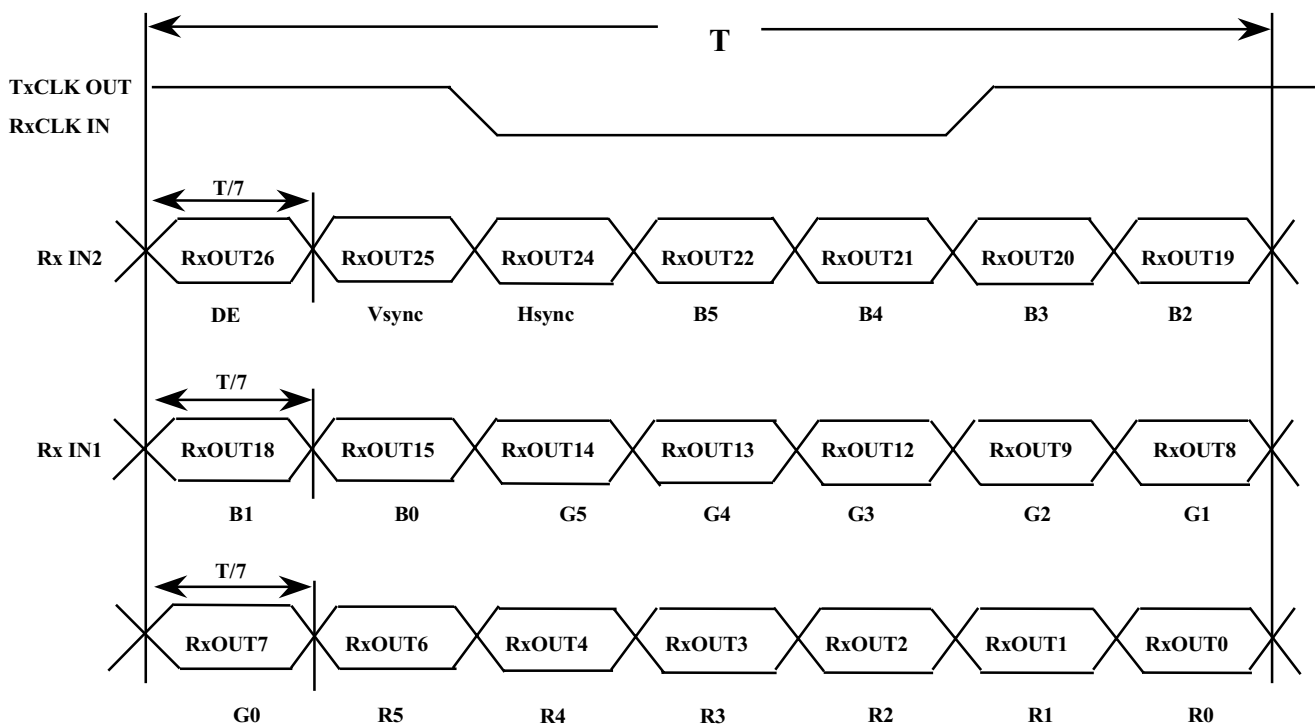 T
TxCLK OUT
RxCLK IN
T/7
Rx IN2 RxOUT26 RxOUT25 RxOUT24 RxOUT22 RxOUT21 RxOUT20 RxOUT19
DE Vsync Hsync B5 B4 B3 B2
T/7
Rx IN1 RxOUT18 RxOUT15 RxOUT14 RxOUT13 RxOUT12 RxOUT9 RxOUT8
B1 B0 G5 G4 G3 G2 G1
T/7
RxOUT7 RxOUT6 RxOUT4 RxOUT3 RxOUT2 RxOUT1 RxOUT0
G0 R5 R4 R3 R2 R1 R0